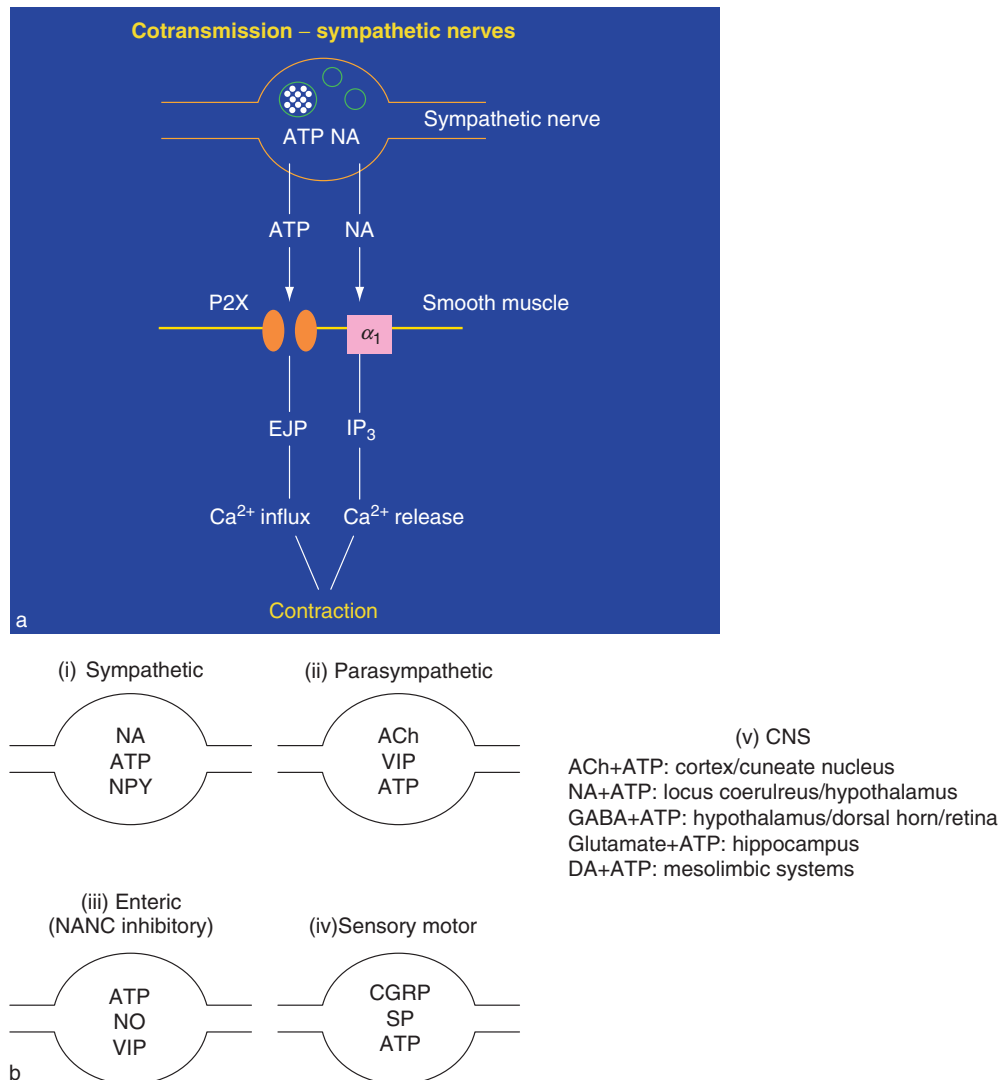 Cotransmission – sympathetic nerves
Sympathetic nerve
ATP NA
ATP NA
P2X
Smooth muscle
α₁
EJP IP₃
Ca²⁺ influx Ca²⁺ release
Contraction
a
(i) Sympathetic
NA
ATP
NPY
(ii) Parasympathetic
ACh
VIP
ATP
(iii) Enteric
(NANC inhibitory)
ATP
NO
VIP
(iv)Sensory motor
CGRP
SP
ATP
(v) CNS
ACh+ATP: cortex/cuneate nucleus
NA+ATP: locus coerulreus/hypothalamus
GABA+ATP: hypothalamus/dorsal horn/retina
Glutamate+ATP: hippocampus
DA+ATP: mesolimbic systems
b